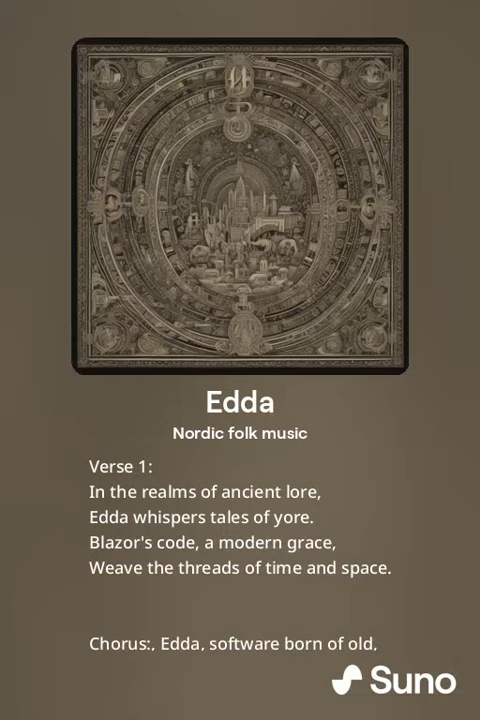 Edda
Nordic folk music
Verse 1:
In the realms of ancient lore,
Edda whispers tales of yore.
Blazor's code, a modern grace,
Weave the threads of time and space.
Chorus:, Edda, software born of old,
Suno